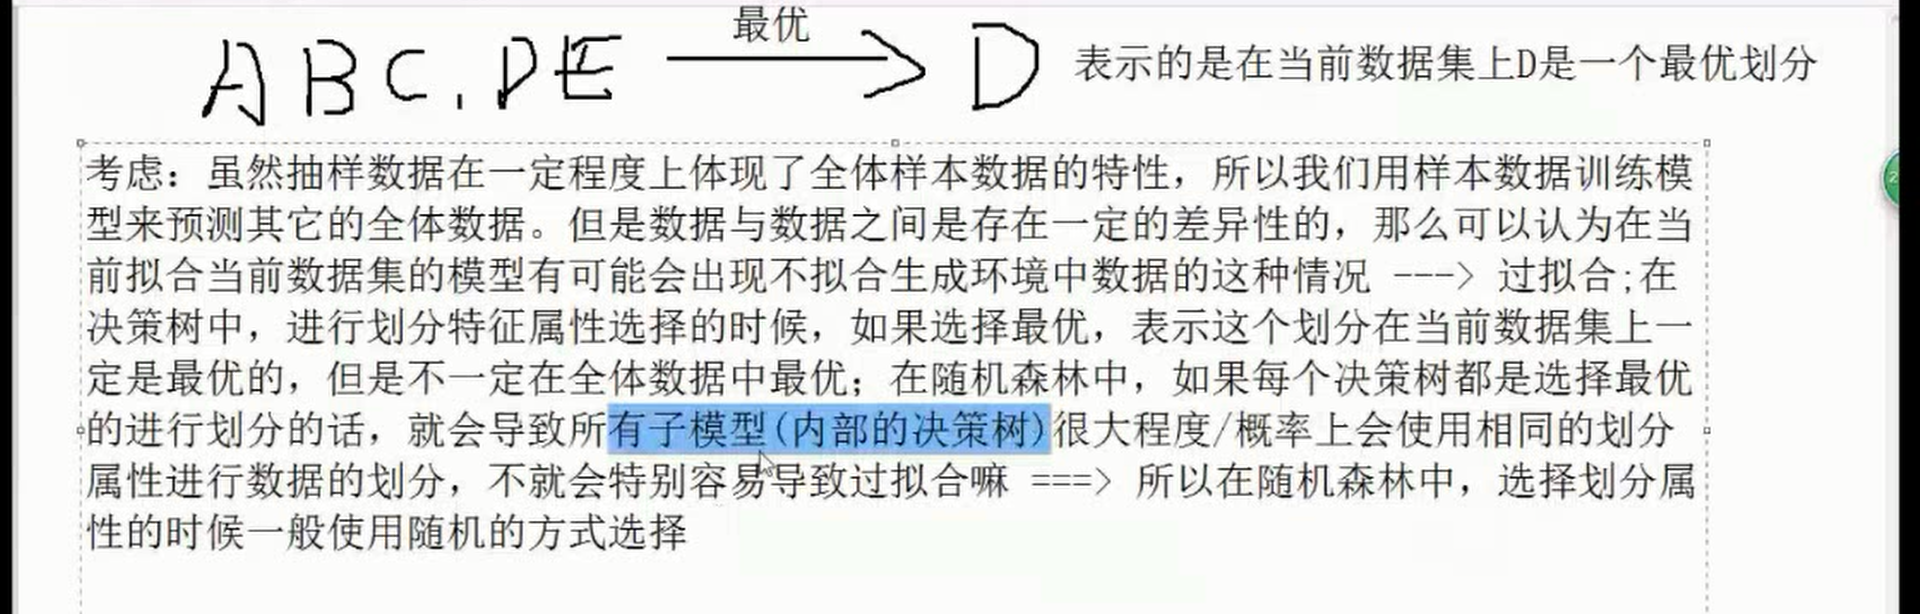 最优
A B C . D E ———> D 表示的是在当前数据集上D是一个最优划分
考虑：虽然抽样数据在一定程度上体现了全体样本数据的特性，所以我们用样本数据训练模
型来预测其它的全体数据。但是数据与数据之间是存在一定的差异性的，那么可以认为在当
前拟合当前数据集的模型有可能会出现不拟合生成环境中数据的这种情况 ---> 过拟合;在
决策树中，进行划分特征属性选择的时候，如果选择最优，表示这个划分在当前数据集上一
定是最优的，但是不一定在全体数据中最优；在随机森林中，如果每个决策树都是选择最优
的进行划分的话，就会导致所有子模型(内部的决策树)很大程度/概率上会使用相同的划分
属性进行数据的划分，不就会特别容易导致过拟合嘛 ===> 所以在随机森林中，选择划分属
性的时候一般使用随机的方式选择